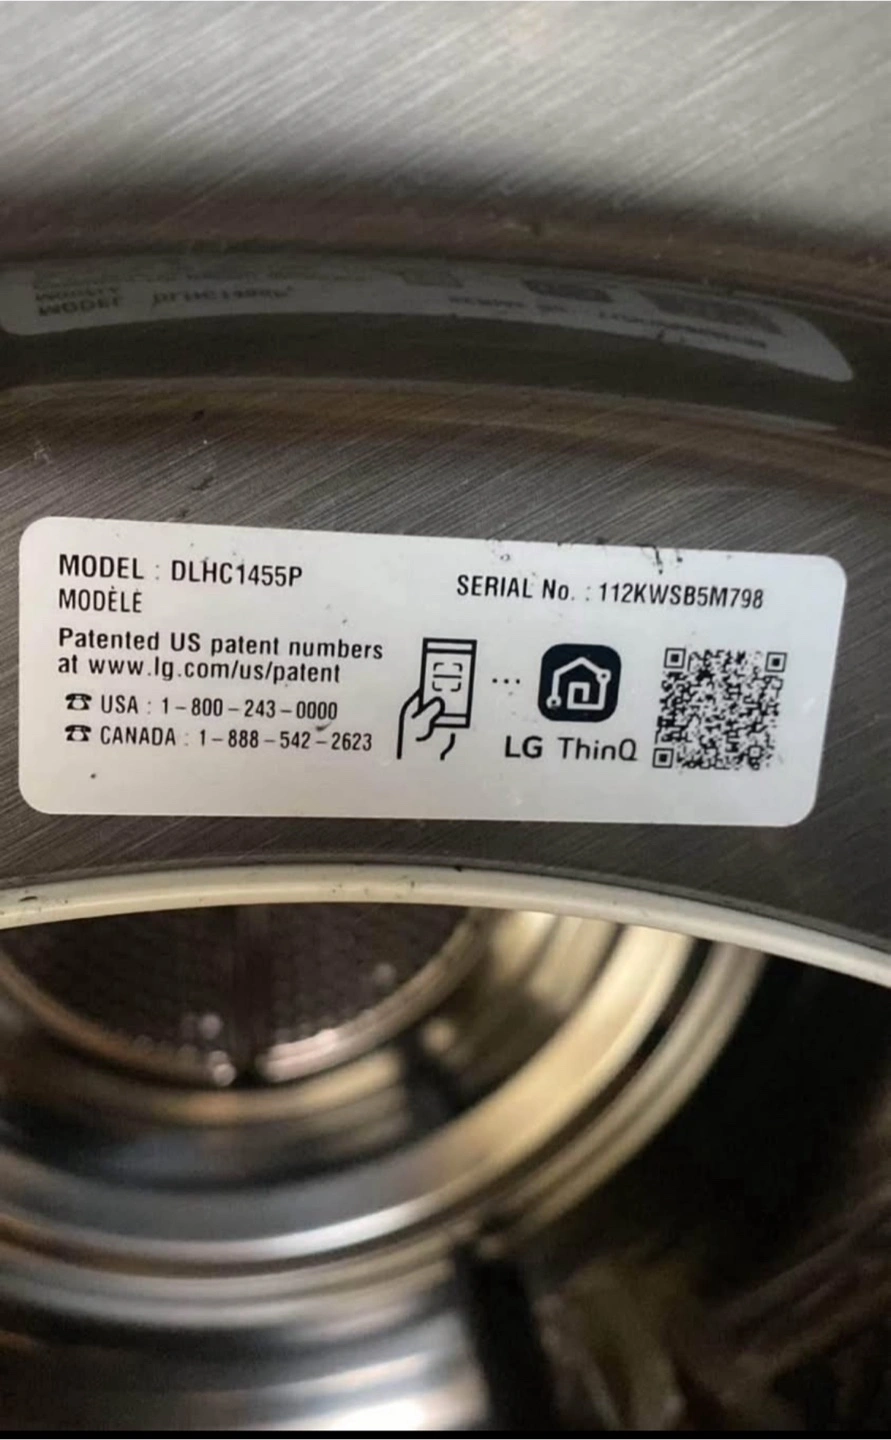 MODEL : DLHC1455P
MODÈLE
SERIAL No. : 112KWSB5M798
Patented US patent numbers
at www.lg.com/us/patent
☎ USA : 1-800-243-0000
☎ CANADA : 1-888-542-2623
...
LG ThinQ